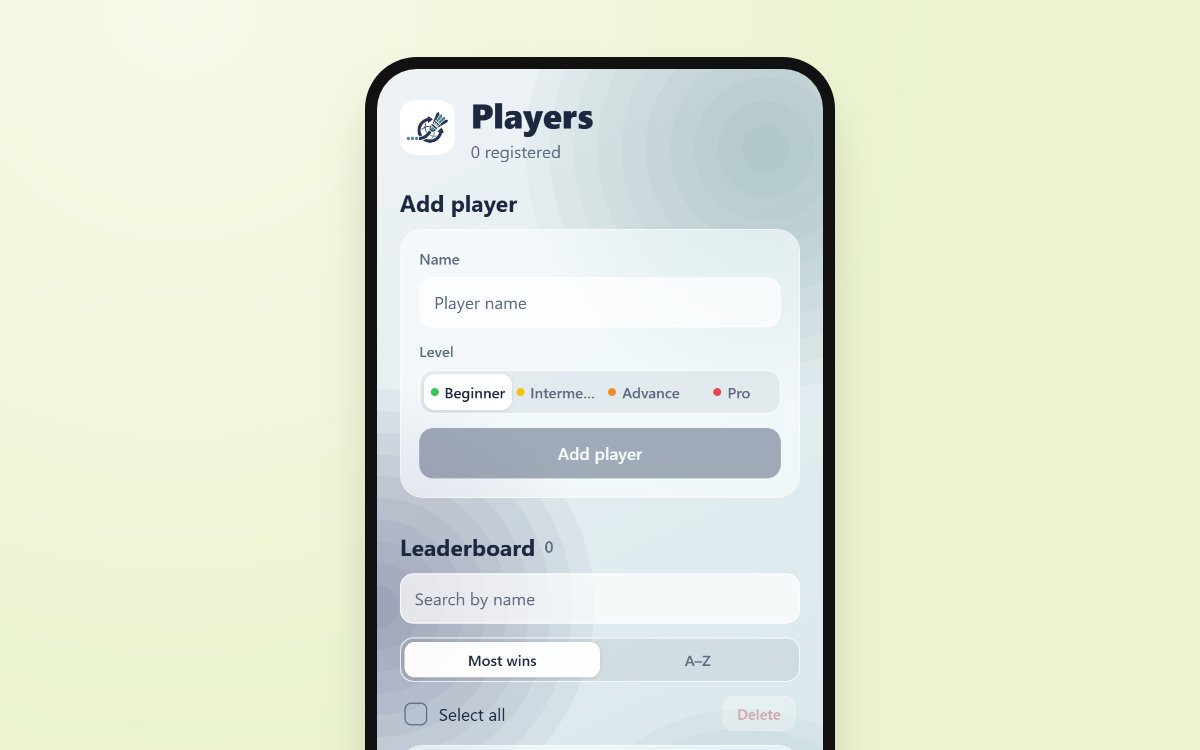 Players
0 registered
Add player
Name
Player name
Level
Beginner Interme... Advance Pro
Add player
Leaderboard 0
Search by name
Most wins A–Z
Select all Delete